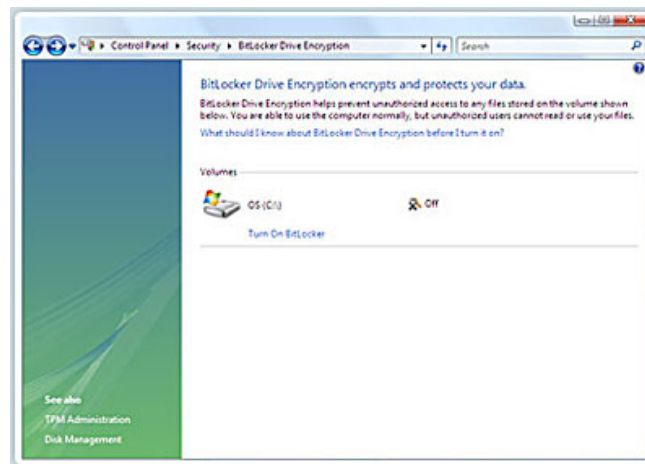 Control Panel ▸ Security ▸ BitLocker Drive Encryption
Search
BitLocker Drive Encryption encrypts and protects your data.
BitLocker Drive Encryption helps prevent unauthorized access to any files stored on the volume shown
below. You are able to use the computer normally, but unauthorized users cannot read or use your files.
What should I know about BitLocker Drive Encryption before I turn it on?
Volumes
OS (C:\) Off
Turn On BitLocker
See also
TPM Administration
Disk Management